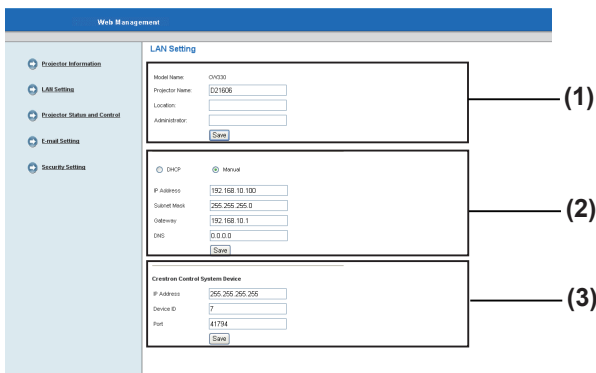 Web Management
LAN Setting
Projector Information
LAN Setting
Projector Status and Control
E-mail Setting
Security Setting
Model Name: OW330
Projector Name: D21606
Location:
Administrator:
Save
(1)
DHCP Manual
IP Address 192.168.10.100
Subnet Mask 255.255.255.0
Gateway 192.168.10.1
DNS 0.0.0.0
Save
(2)
Crestron Control System Device
IP Address 255.255.255.255
Device ID 7
Port 41794
Save
(3)